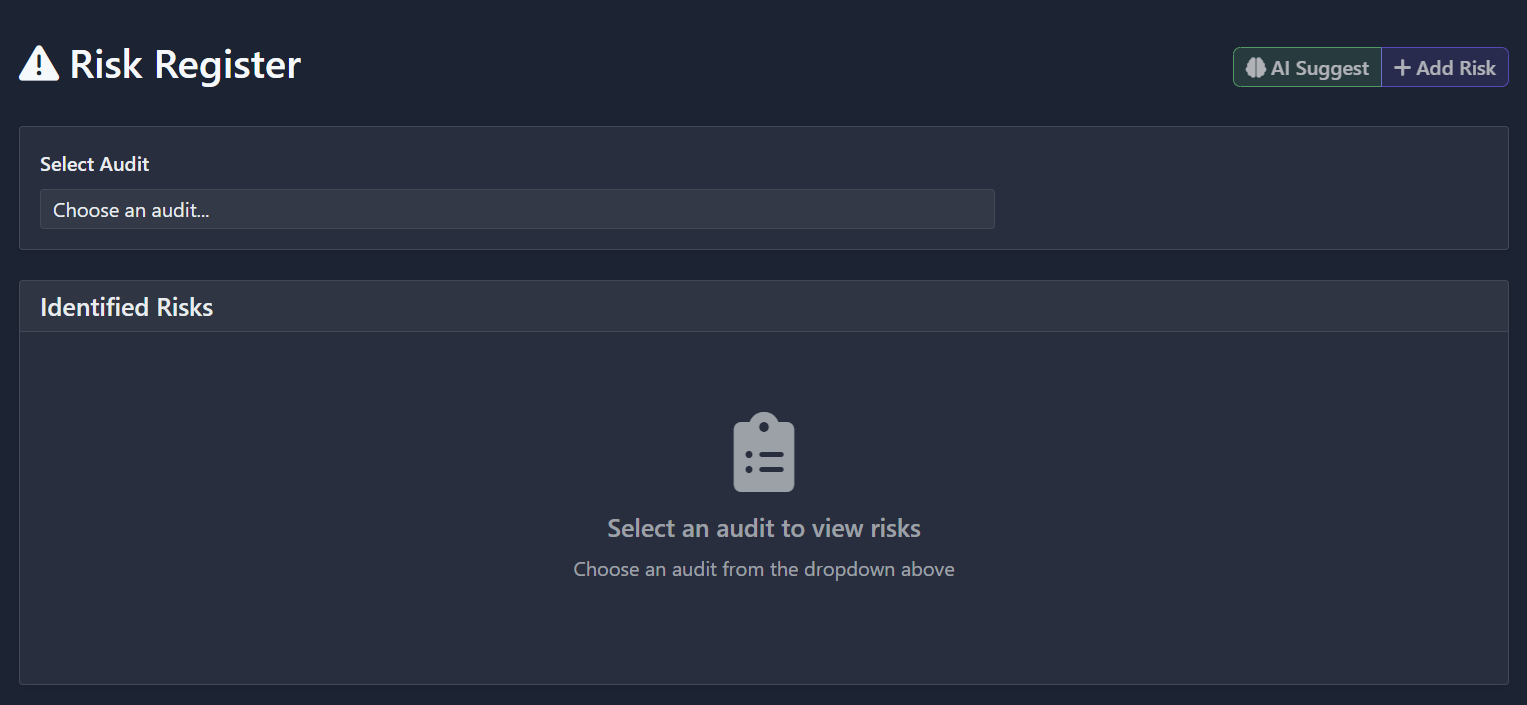 Risk Register
AI Suggest
+ Add Risk
Select Audit
Choose an audit...
Identified Risks
Select an audit to view risks
Choose an audit from the dropdown above